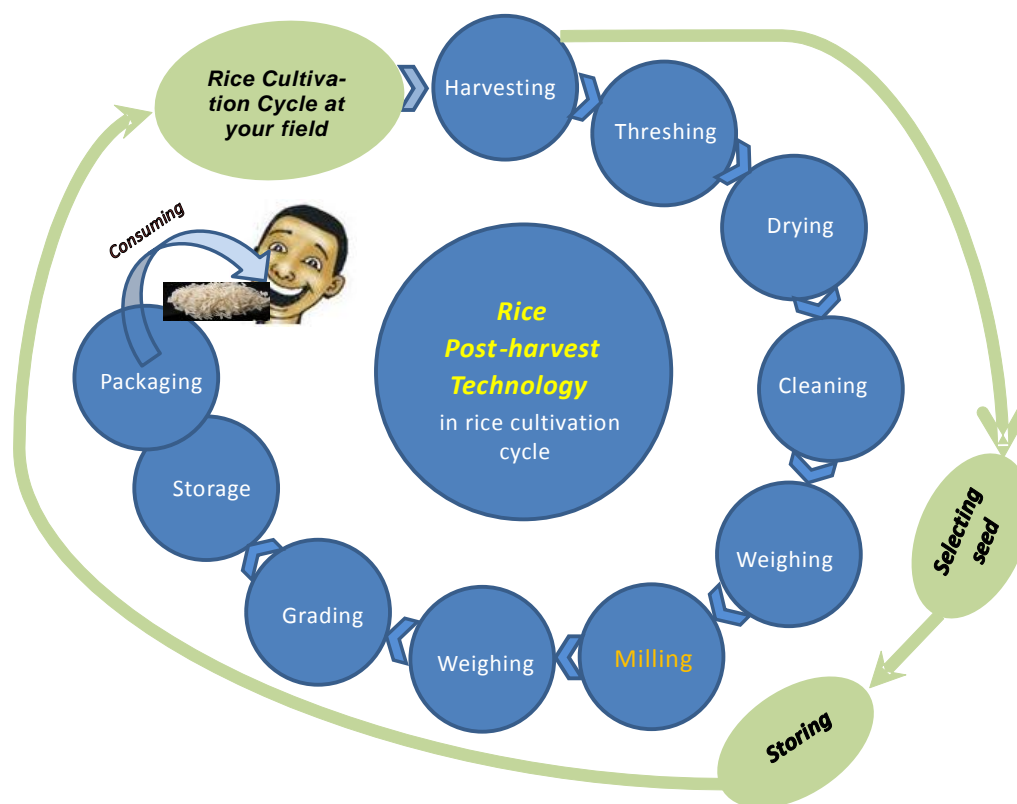 Rice Cultiva-
tion Cycle at
your field
Harvesting
Threshing
Drying
Cleaning
Weighing
Milling
Weighing
Grading
Storage
Packaging
Consuming
Rice
Post-harvest
Technology
in rice cultivation
cycle
Selecting
seed
Storing